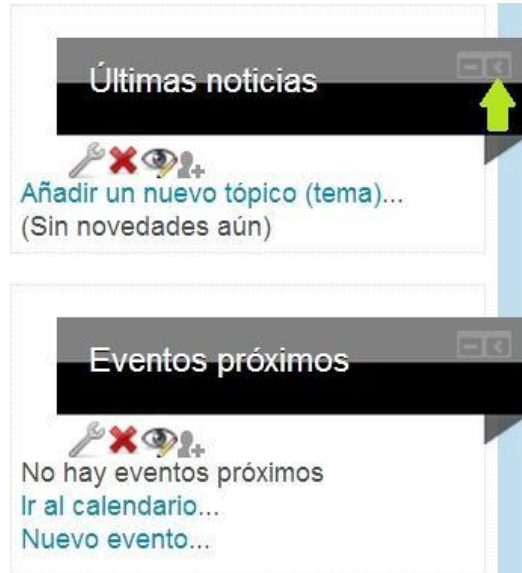 Últimas noticias
Añadir un nuevo tópico (tema)...
(Sin novedades aún)
Eventos próximos
No hay eventos próximos
Ir al calendario...
Nuevo evento...